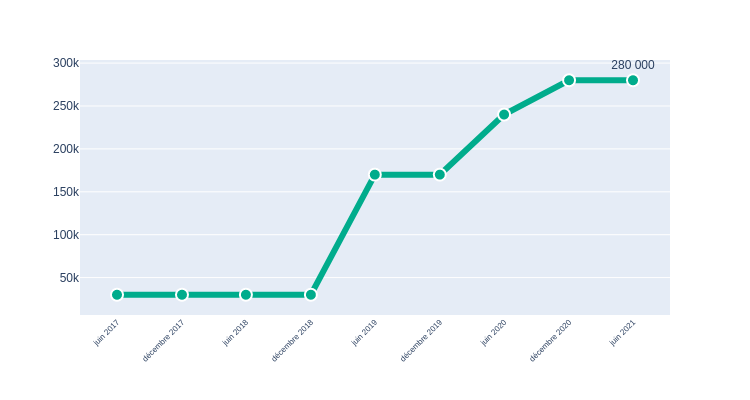 300k
280 000
250k
200k
150k
100k
50k
juin 2017
décembre 2017
juin 2018
décembre 2018
juin 2019
décembre 2019
juin 2020
décembre 2020
juin 2021